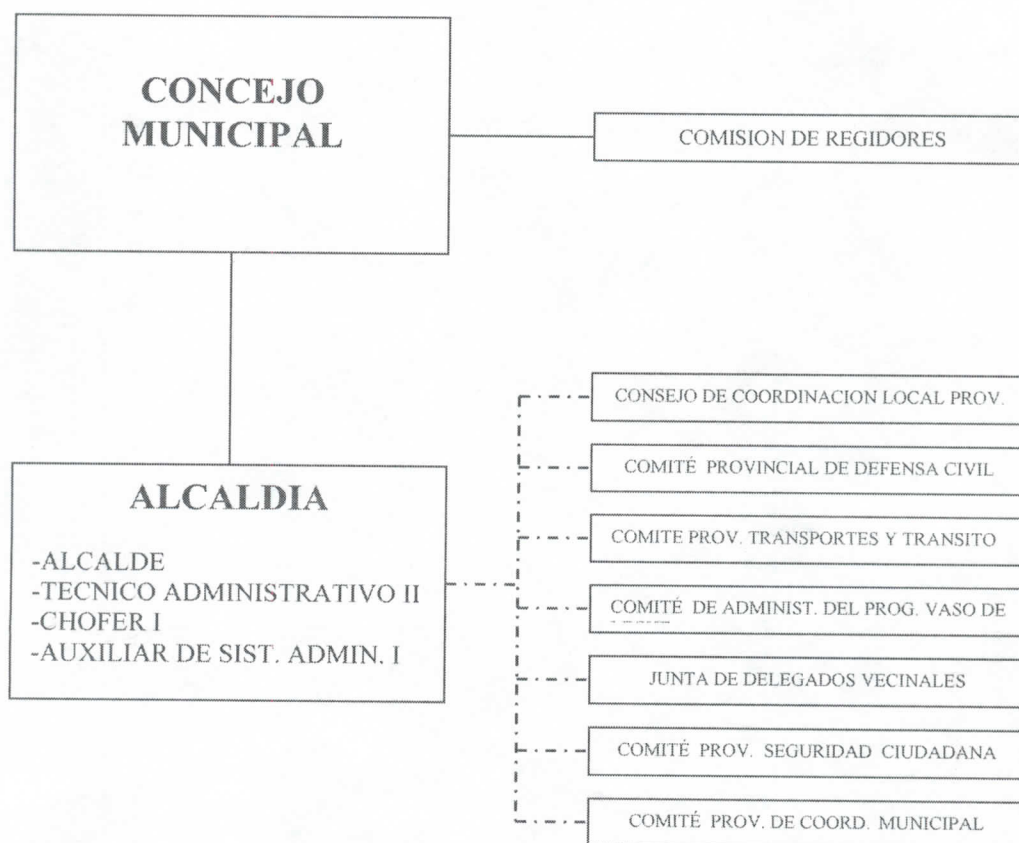 CONCEJO
MUNICIPAL
COMISION DE REGIDORES
CONSEJO DE COORDINACION LOCAL PROV.
COMITÉ PROVINCIAL DE DEFENSA CIVIL
COMITE PROV. TRANSPORTES Y TRANSITO
COMITÉ DE ADMINIST. DEL PROG. VASO DE
JUNTA DE DELEGADOS VECINALES
COMITÉ PROV. SEGURIDAD CIUDADANA
COMITÉ PROV. DE COORD. MUNICIPAL
ALCALDIA
-ALCALDE
-TECNICO ADMINISTRATIVO II
-CHOFER I
-AUXILIAR DE SIST. ADMIN. I